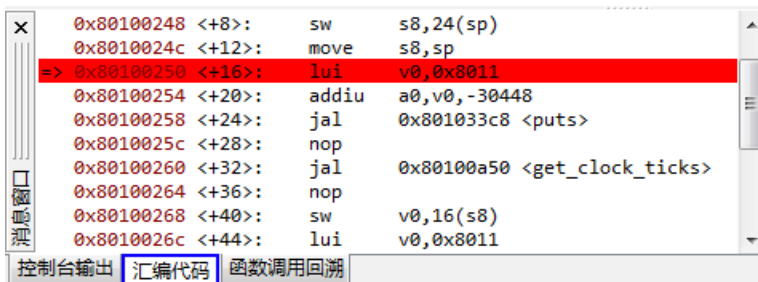 0x80100248 <+8>: sw s8,24(sp)
0x8010024c <+12>: move s8,sp
=> 0x80100250 <+16>: lui v0,0x8011
0x80100254 <+20>: addiu a0,v0,-30448
0x80100258 <+24>: jal 0x801033c8 <puts>
0x8010025c <+28>: nop
0x80100260 <+32>: jal 0x80100a50 <get_clock_ticks>
0x80100264 <+36>: nop
0x80100268 <+40>: sw v0,16(s8)
0x8010026c <+44>: lui v0,0x8011
消息窗口
控制台输出 汇编代码 函数调用回溯